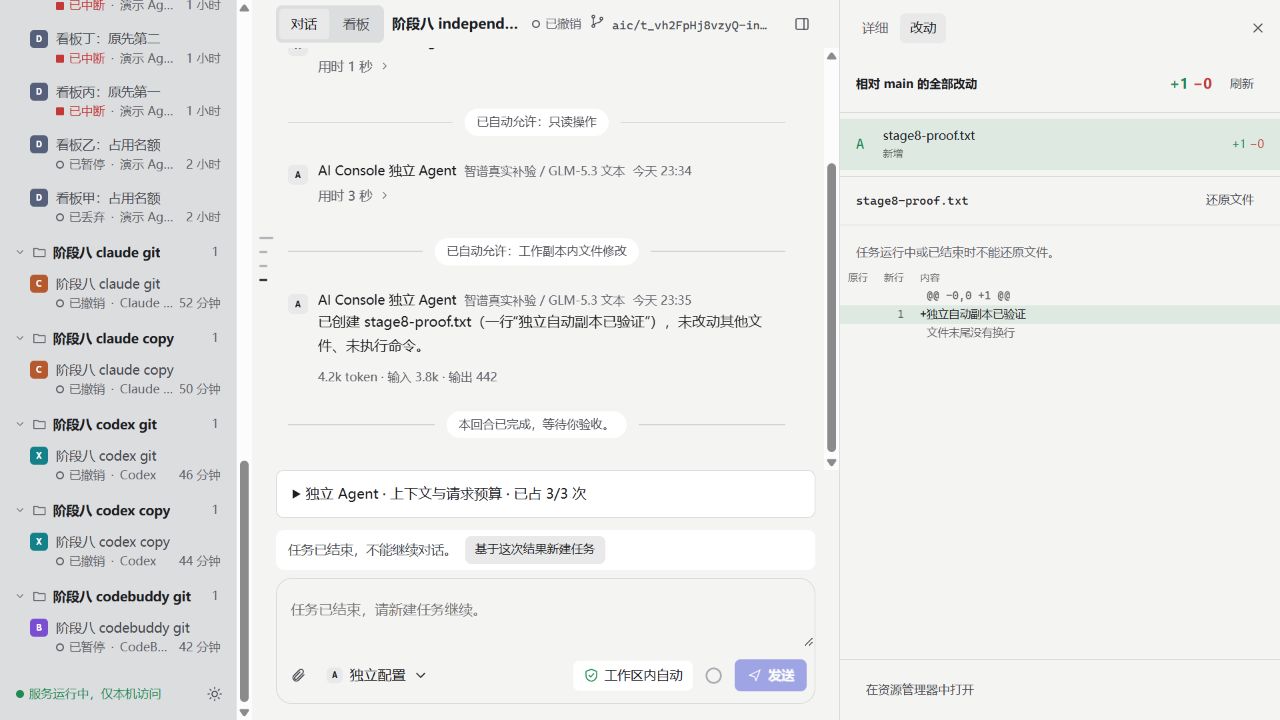 已中断 · 演示 Ag... 1 小时
D 看板丁：原先第二
已中断 · 演示 Ag... 1 小时
D 看板丙：原先第一
已中断 · 演示 Ag... 1 小时
D 看板乙：占用名额
已暂停 · 演示 Ag... 2 小时
D 看板甲：占用名额
已丢弃 · 演示 Ag... 2 小时
阶段八 claude git 1
C 阶段八 claude git
已撤销 · Claude ... 52 分钟
阶段八 claude copy 1
C 阶段八 claude copy
已撤销 · Claude ... 50 分钟
阶段八 codex git 1
X 阶段八 codex git
已撤销 · Codex 46 分钟
阶段八 codex copy 1
X 阶段八 codex copy
已撤销 · Codex 44 分钟
阶段八 codebuddy git 1
B 阶段八 codebuddy git
已暂停 · CodeB... 42 分钟
服务运行中，仅本机访问
对话 看板 阶段八 independ... 已撤销 aic/t_vh2FpHj8vzyQ-in...
用时 1 秒
已自动允许：只读操作
A AI Console 独立 Agent 智谱真实补验 / GLM-5.3 文本 今天 23:34
用时 3 秒
已自动允许：工作副本内文件修改
A AI Console 独立 Agent 智谱真实补验 / GLM-5.3 文本 今天 23:35
已创建 stage8-proof.txt（一行“独立自动副本已验证”），未改动其他文
件、未执行命令。
4.2k token · 输入 3.8k · 输出 442
本回合已完成，等待你验收。
独立 Agent · 上下文与请求预算 · 已占 3/3 次
任务已结束，不能继续对话。 基于这次结果新建任务
任务已结束，请新建任务继续。
A 独立配置 工作区内自动 发送
详细 改动
相对 main 的全部改动 +1 −0 刷新
A stage8-proof.txt +1 −0
新增
stage8-proof.txt 还原文件
任务运行中或已结束时不能还原文件。
原行 新行 内容
@@ -0,0 +1 @@
1 +独立自动副本已验证
文件末尾没有换行
在资源管理器中打开